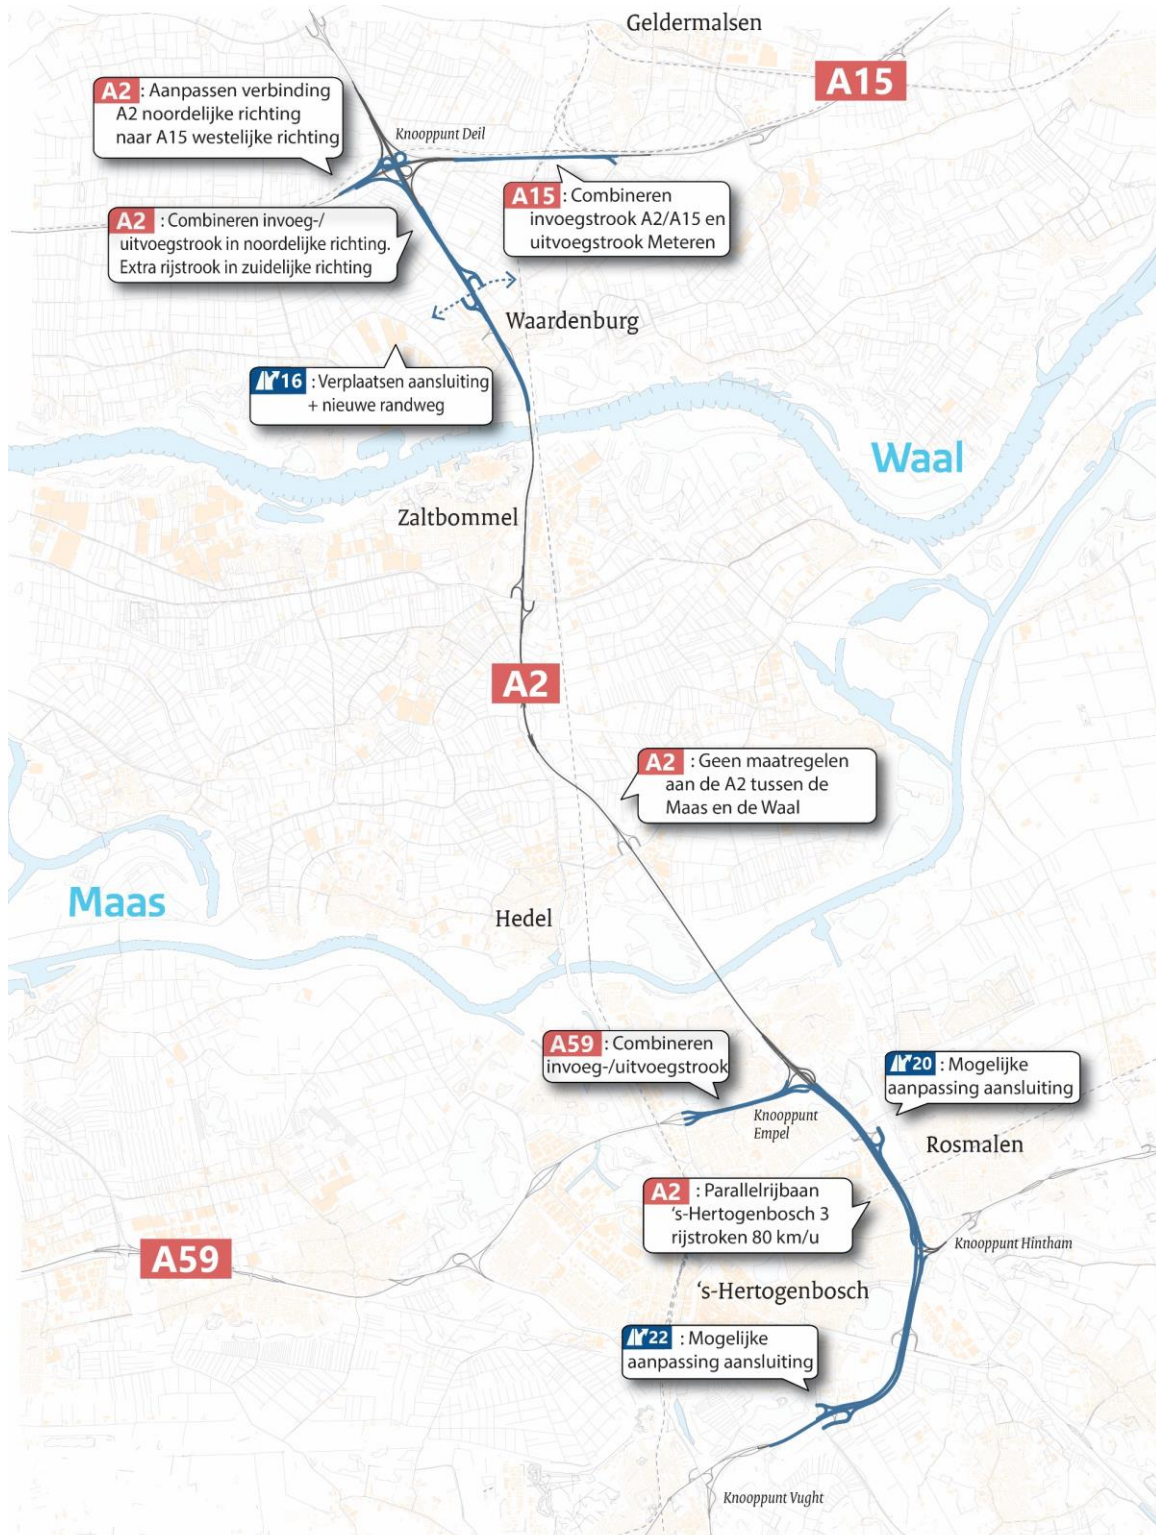 Geldermalsen
A15
A2 : Aanpassen verbinding
A2 noordelijke richting
naar A15 westelijke richting
Knooppunt Deil
A15 : Combineren
invoegstrook A2/A15 en
uitvoegstrook Meteren
A2 : Combineren invoeg-/
uitvoegstrook in noordelijke richting.
Extra rijstrook in zuidelijke richting
Waardenburg
16 : Verplaatsen aansluiting
+ nieuwe randweg
Waal
Zaltbommel
A2
A2 : Geen maatregelen
aan de A2 tussen de
Maas en de Waal
Maas
Hedel
A59 : Combineren
invoeg-/uitvoegstrook
20 : Mogelijke
aanpassing aansluiting
Knooppunt
Empel
Rosmalen
A2 : Parallelrijbaan
‘s-Hertogenbosch 3
rijstroken 80 km/u
Knooppunt Hintham
A59
‘s-Hertogenbosch
22 : Mogelijke
aanpassing aansluiting
Knooppunt Vught